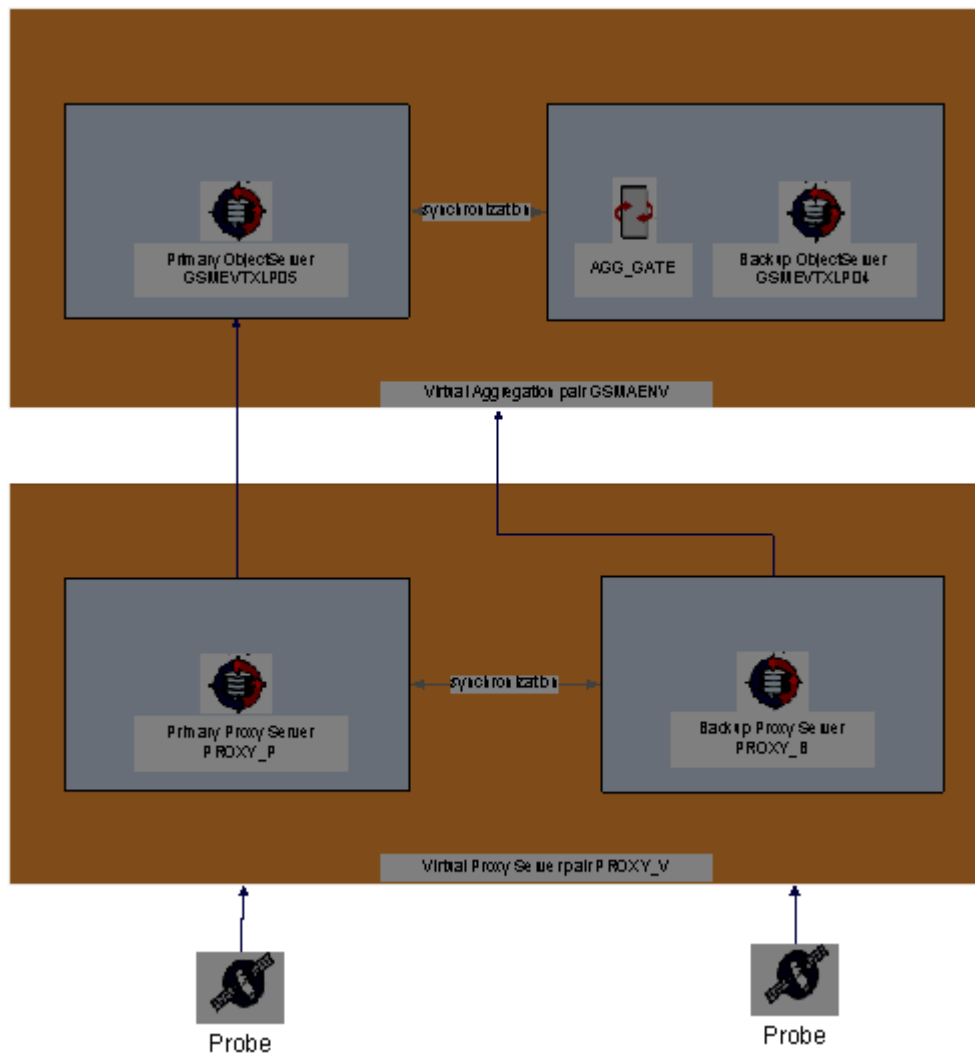 synchronization
Primary ObjectServer
GSMEVTXLP05
AGG_GATE
Backup ObjectServer
GSMEVTXLP04
Virtual Aggregation pair GSMAENV
synchronization
Primary Proxy Server
PROXY_P
Backup Proxy Server
PROXY_B
Virtual Proxy Server pair PROXY_V
Probe
Probe